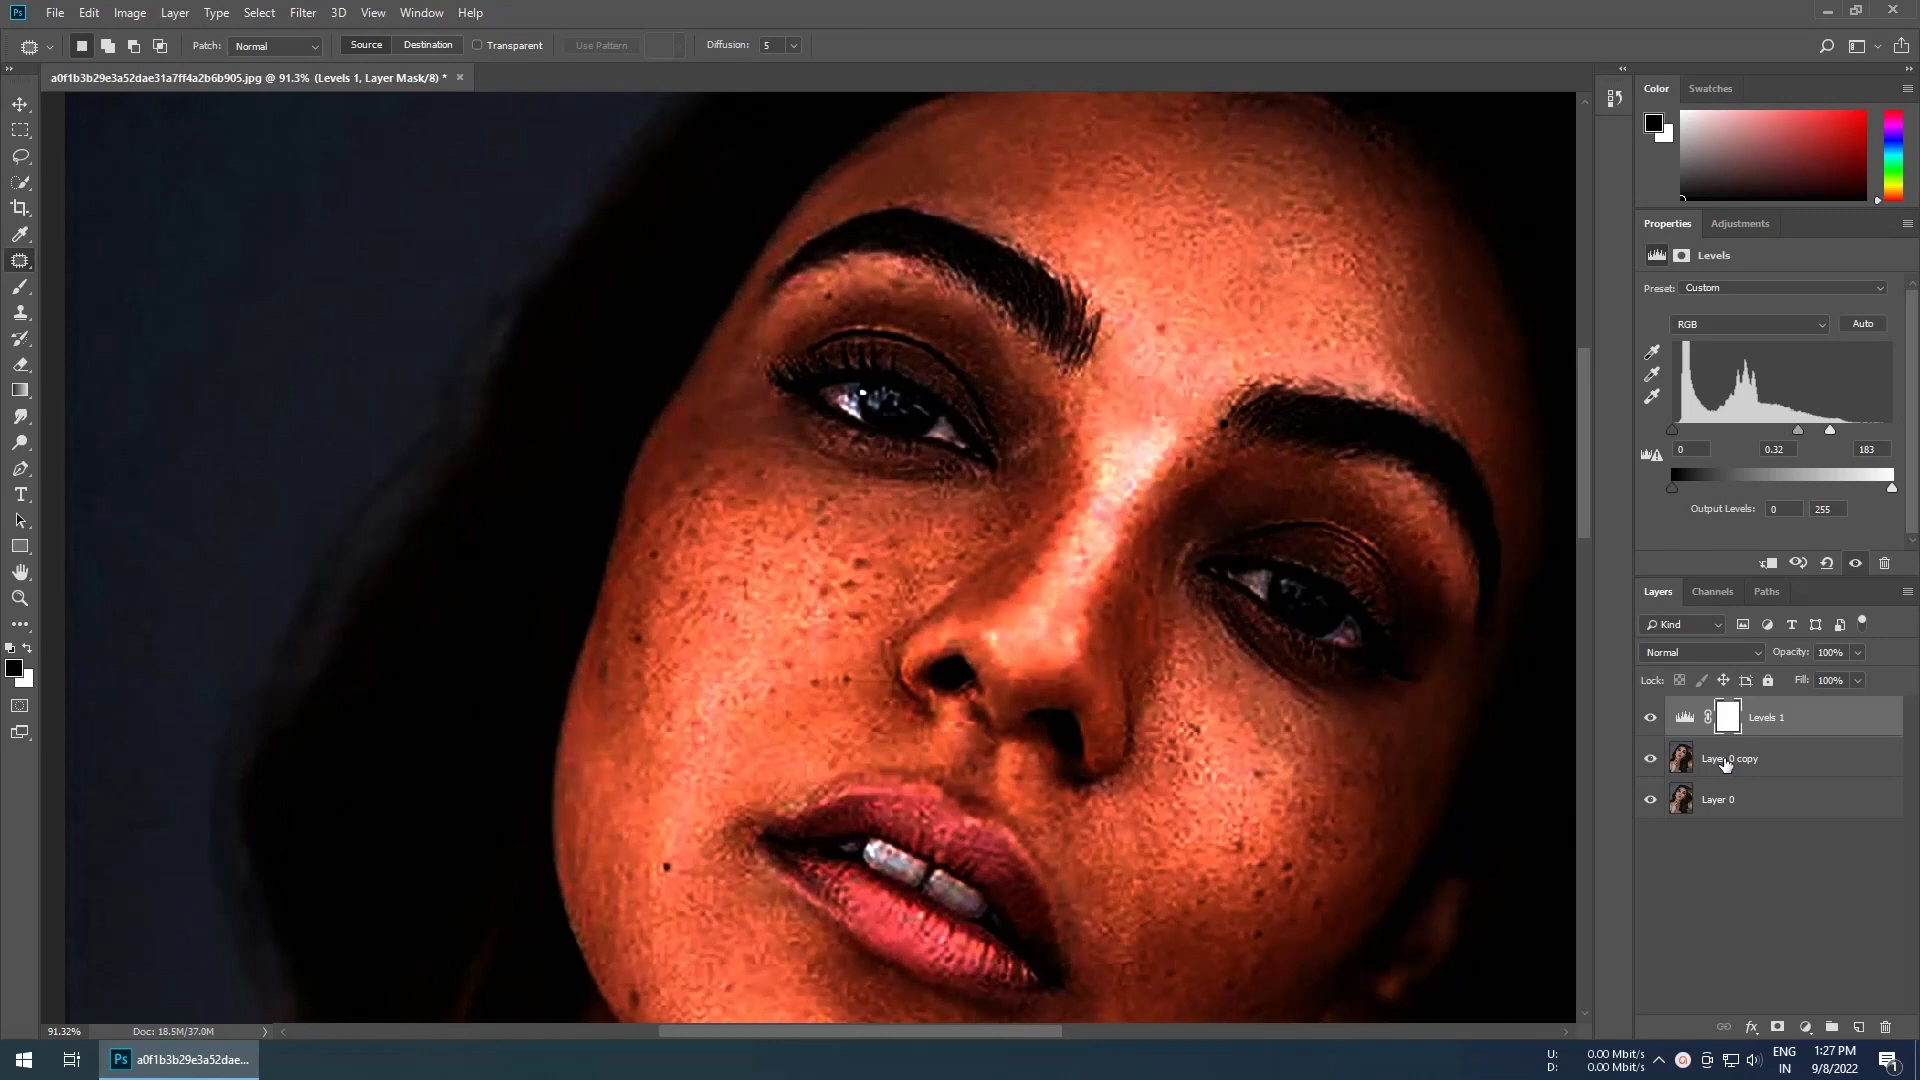 Ps File Edit Image Layer Type Select Filter 3D View Window Help
Patch: Normal Source Destination Transparent Use Pattern Diffusion: 5
a0f1b3b29e3a52dae31a7ff4a2b6b905.jpg @ 91.3% (Levels 1, Layer Mask/8) * ×
Color Swatches
Properties Adjustments
Levels
Preset: Custom
RGB Auto
0 0.32 183
Output Levels: 0 255
Layers Channels Paths
Kind
Normal Opacity: 100%
Lock: Fill: 100%
Levels 1
Layer 0 copy
Layer 0
91.32% Doc: 18.5M/37.0M
Ps a0f1b3b29e3a52dae...
U: 0.00 Mbit/s
D: 0.00 Mbit/s
ENG
IN
1:27 PM
9/8/2022
1